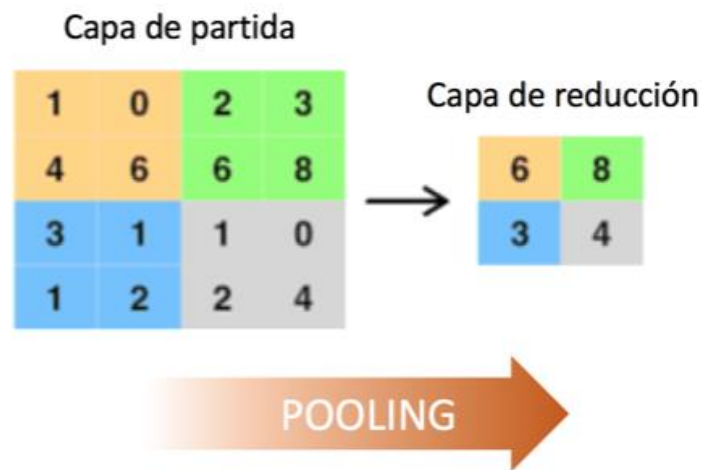 Capa de partida
1 0 2 3
4 6 6 8
3 1 1 0
1 2 2 4
Capa de reducción
6 8
3 4
POOLING